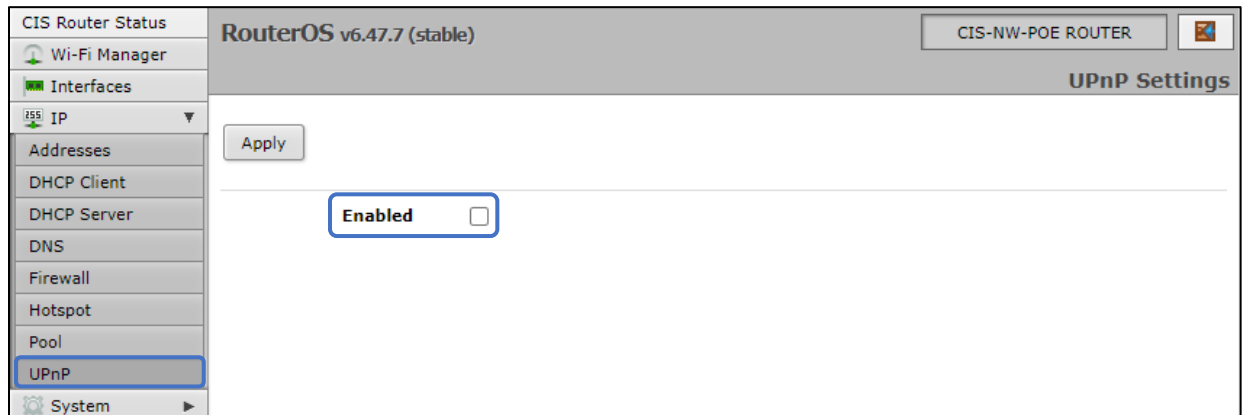 CIS Router Status
Wi-Fi Manager
Interfaces
255 IP ▼
Addresses
DHCP Client
DHCP Server
DNS
Firewall
Hotspot
Pool
UPnP
System ►
RouterOS v6.47.7 (stable)
CIS-NW-POE ROUTER
UPnP Settings
Apply
Enabled